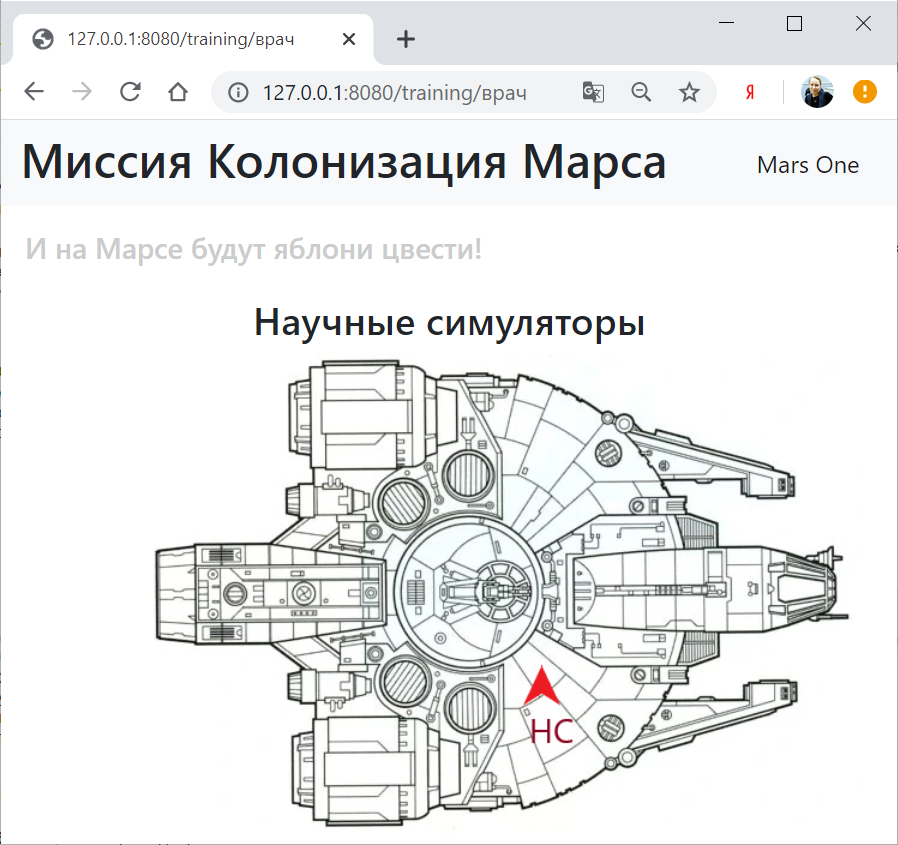 127.0.0.1:8080/training/врач
127.0.0.1:8080/training/врач
Я
Миссия Колонизация Марса
Mars One
И на Марсе будут яблони цвести!
Научные симуляторы
НС